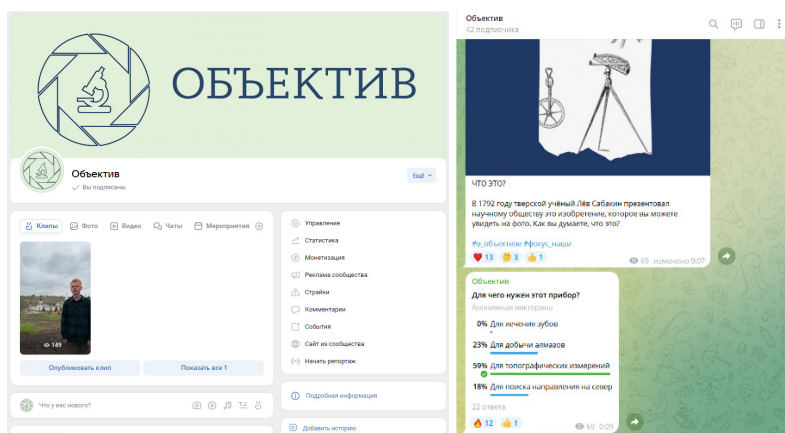 ОБЪЕКТИВ
Объектив
Вы подписаны
Ещё
Клипы Фото Видео Чаты Мероприятия
149
Опубликовать клип Показать все 1
Что у вас нового?
Управление
Статистика
Монетизация
Реклама сообщества
Страйки
Комментарии
События
Сайт из сообщества
Начать репортаж
Подробная информация
Добавить историю
Объектив
42 подписчика
ЧТО ЭТО?
В 1792 году тверской учёный Лёв Сабакин презентовал
научному обществу это изобретение, которое вы можете
увидеть на фото. Как вы думаете, что это?
#в_объективе #фокус_наши
13 3 1 69 изменено 0:07
Объектив
Для чего нужен этот прибор?
Анонимная викторина
0% Для лечения зубов
23% Для добычи алмазов
59% Для топографических измерений
18% Для поиска направления на север
22 ответа
12 1 69 0:09